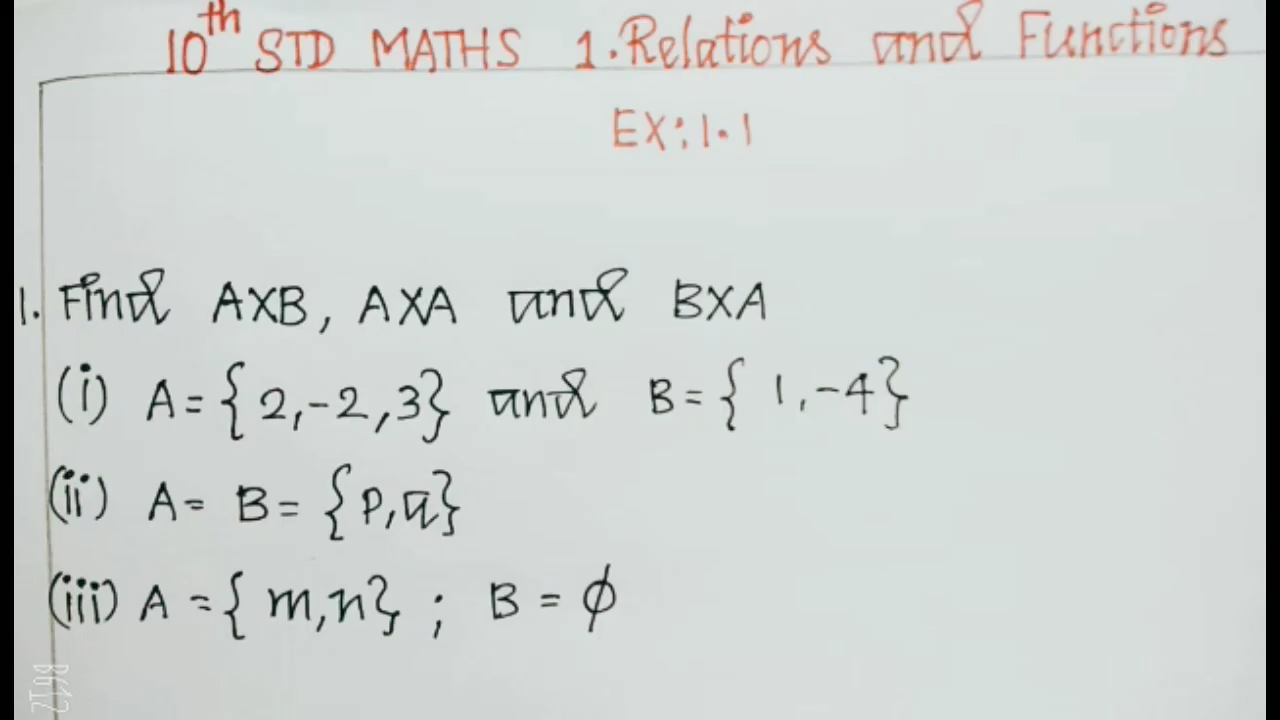 10th STD MATHS 1. Relations and Functions
EX: 1.1
1. Find AXB, AXA and BXA
(i) A = {2, -2, 3} and B = { 1, -4}
(ii) A = B = {P, q}
(iii) A = { m, n} ; B = ϕ
B612